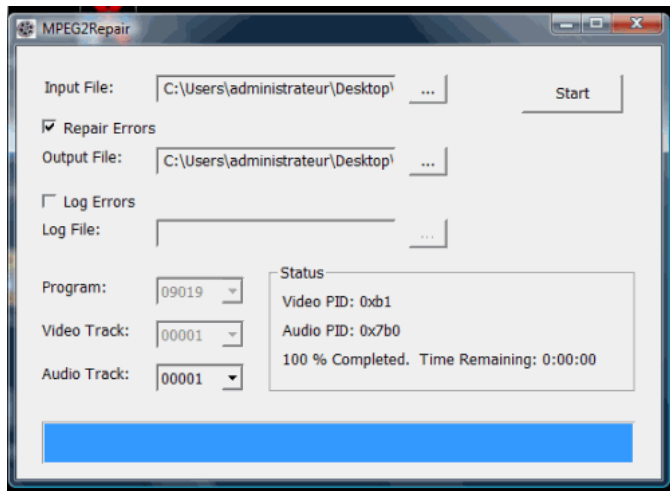 MPEG2Repair
Input File: C:\Users\administrateur\Desktop\ ... Start
Repair Errors
Output File: C:\Users\administrateur\Desktop\ ...
Log Errors
Log File: ...
Status
Program: 09019
Video PID: 0xb1
Video Track: 00001
Audio PID: 0x7b0
100 % Completed. Time Remaining: 0:00:00
Audio Track: 00001